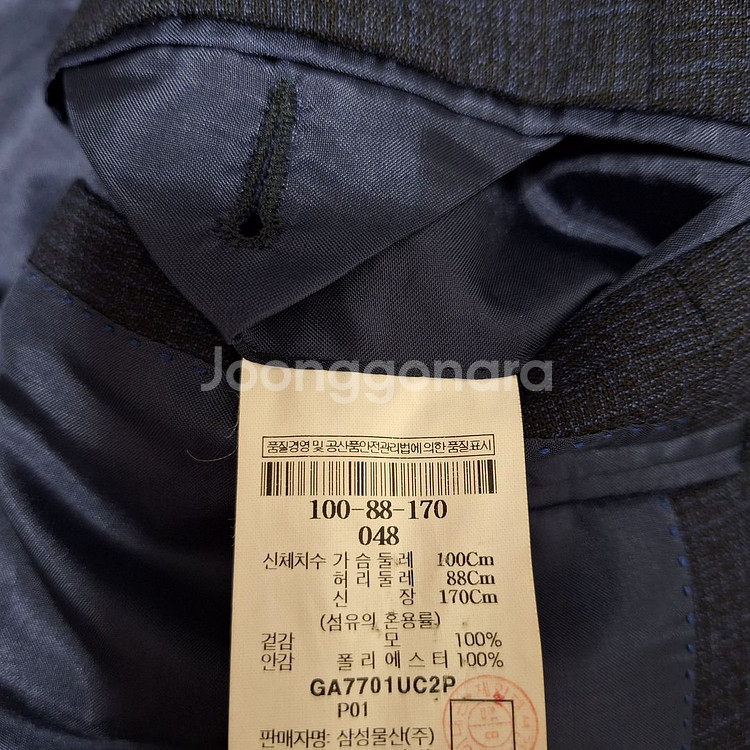 Joonggonara
품질경영 및 공산품안전관리법에 의한 품질표시
100-88-170
048
신체치수 가슴둘레 100Cm
허리둘레 88Cm
신장 170Cm
(섬유의 혼용률)
겉감 모 100%
안감 폴리에스터 100%
GA7701UC2P
P01
판매자명: 삼성물산(주)